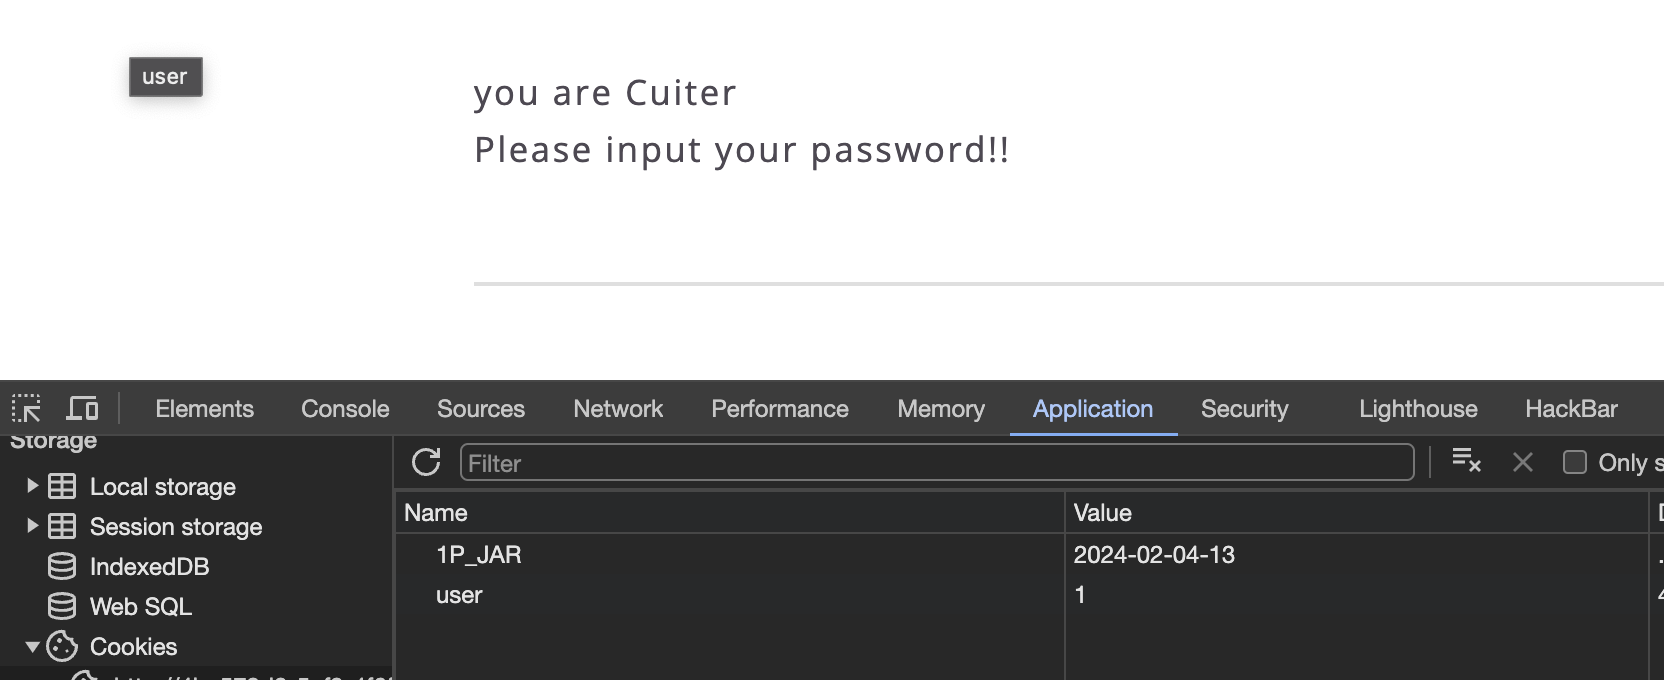 user
you are Cuiter
Please input your password!!
Elements Console Sources Network Performance Memory Application Security Lighthouse HackBar
Storage
Filter
Only
Local storage
Session storage
IndexedDB
Web SQL
Cookies
Name Value
1P_JAR 2024-02-04-13
user 1